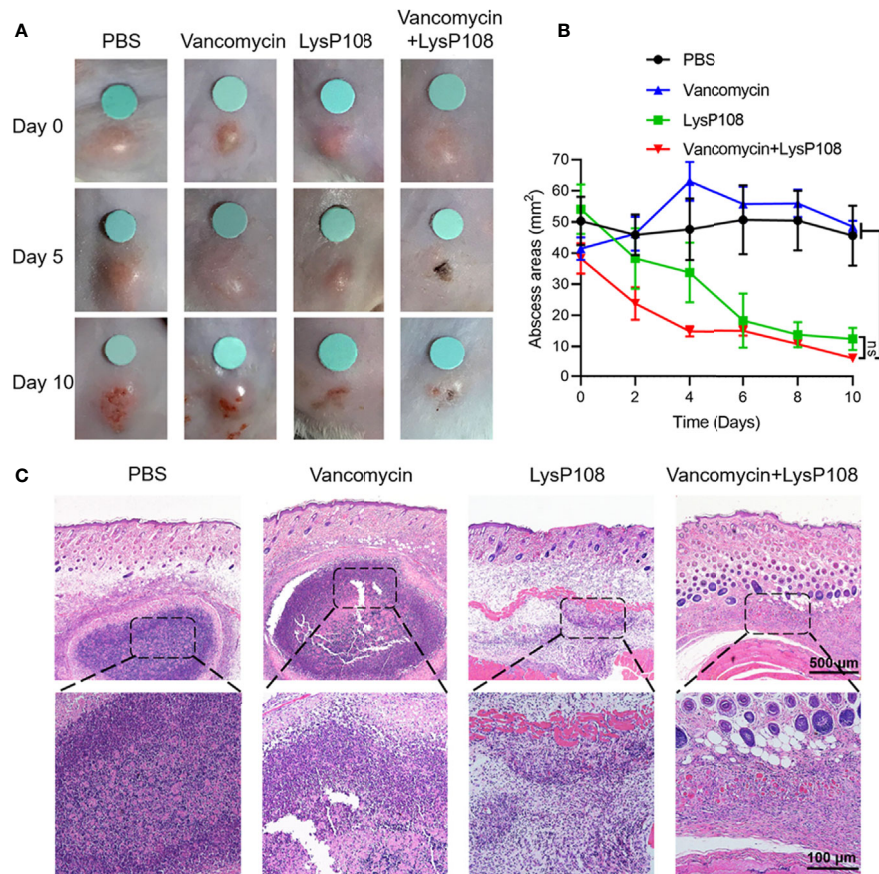 A
PBS
Vancomycin
LysP108
Vancomycin
+LysP108
Day 0
Day 5
Day 10
B
PBS
Vancomycin
LysP108
Vancomycin+LysP108
Abscess areas (mm²)
70
60
50
40
30
20
10
0
0 2 4 6 8 10
Time (Days)
ns
C
PBS
Vancomycin
LysP108
Vancomycin+LysP108
500 µm
100 µm